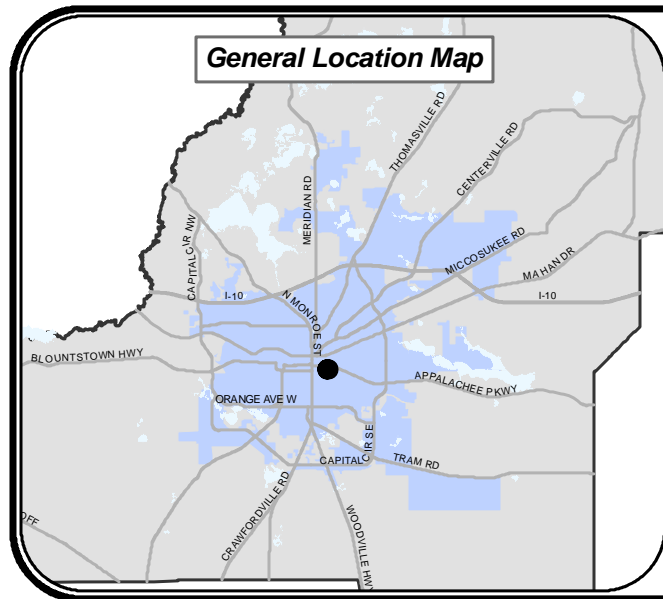 General Location Map
THOMASVILLE RD
CENTERVILLE RD
MERIDIAN RD
CAPITAL CIR NW
MICCOSUKEE RD
MAHAN DR
I-10
N MONROE ST
I-10
BLOUNTSTOWN HWY
APPALACHEE PKWY
ORANGE AVE W
CAPITAL CIR SE
TRAM RD
CRAWFORDVILLE RD
WOODVILLE HWY
OFF